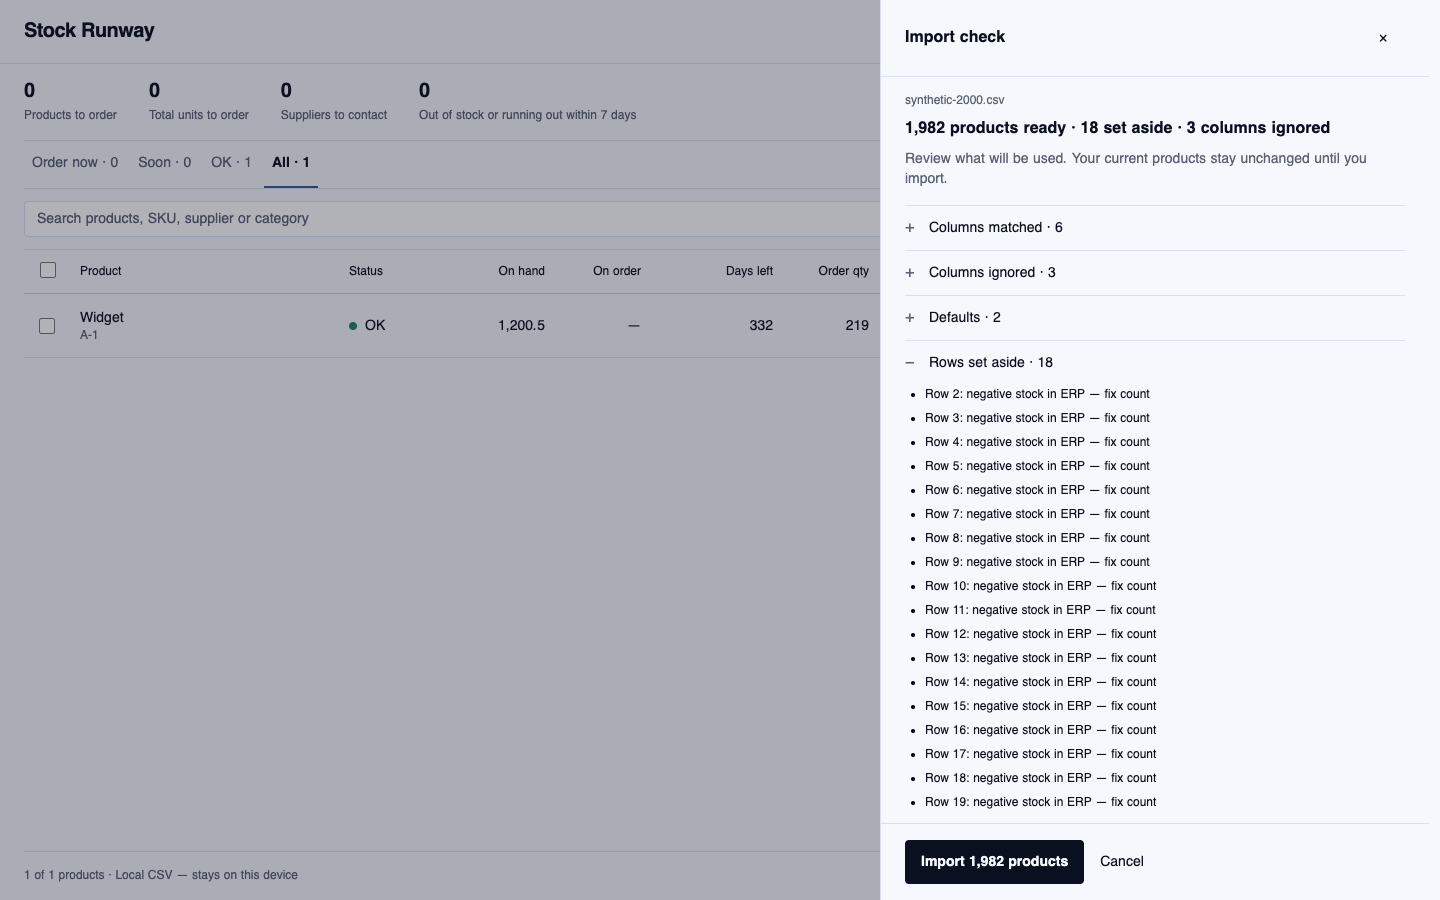 Stock Runway
0
Products to order
0
Total units to order
0
Suppliers to contact
0
Out of stock or running out within 7 days
Order now · 0
Soon · 0
OK · 1
All · 1
Search products, SKU, supplier or category
Product
Status
On hand
On order
Days left
Order qty
Widget
A-1
OK
1,200.5
—
332
219
1 of 1 products · Local CSV — stays on this device
Import check
×
synthetic-2000.csv
1,982 products ready · 18 set aside · 3 columns ignored
Review what will be used. Your current products stay unchanged until you
import.
+ Columns matched · 6
+ Columns ignored · 3
+ Defaults · 2
− Rows set aside · 18
• Row 2: negative stock in ERP — fix count
• Row 3: negative stock in ERP — fix count
• Row 4: negative stock in ERP — fix count
• Row 5: negative stock in ERP — fix count
• Row 6: negative stock in ERP — fix count
• Row 7: negative stock in ERP — fix count
• Row 8: negative stock in ERP — fix count
• Row 9: negative stock in ERP — fix count
• Row 10: negative stock in ERP — fix count
• Row 11: negative stock in ERP — fix count
• Row 12: negative stock in ERP — fix count
• Row 13: negative stock in ERP — fix count
• Row 14: negative stock in ERP — fix count
• Row 15: negative stock in ERP — fix count
• Row 16: negative stock in ERP — fix count
• Row 17: negative stock in ERP — fix count
• Row 18: negative stock in ERP — fix count
• Row 19: negative stock in ERP — fix count
Import 1,982 products
Cancel